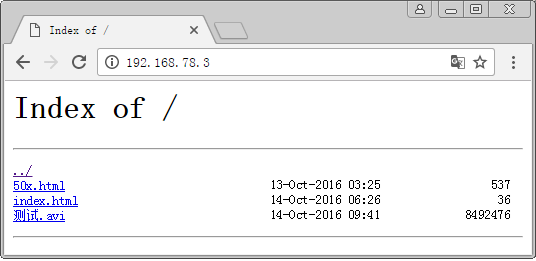 Index of /
192.168.78.3
Index of /
../
50x.html 13-Oct-2016 03:25 537
index.html 14-Oct-2016 06:26 36
测试.avi 14-Oct-2016 09:41 8492476